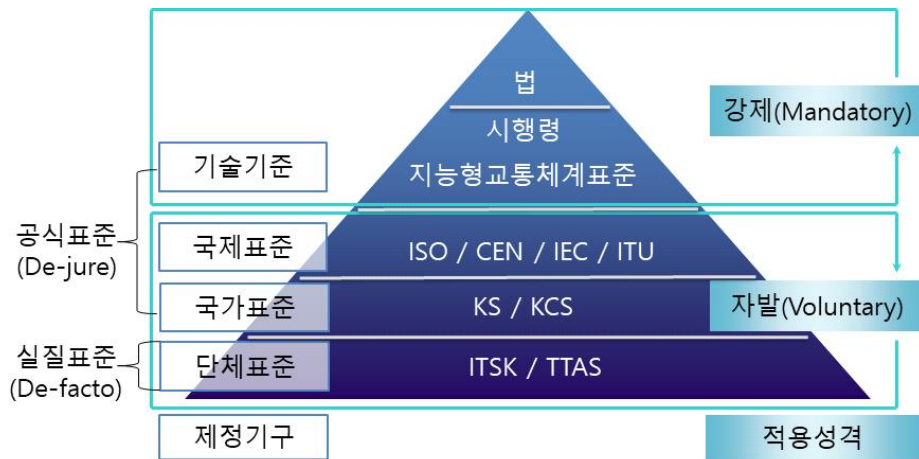 법
강제(Mandatory)
시행령
기술기준
지능형교통체계표준
공식표준
(De-jure)
국제표준
ISO / CEN / IEC / ITU
국가표준
KS / KCS
자발(Voluntary)
실질표준
(De-facto)
단체표준
ITSK / TTAS
제정기구
적용성격